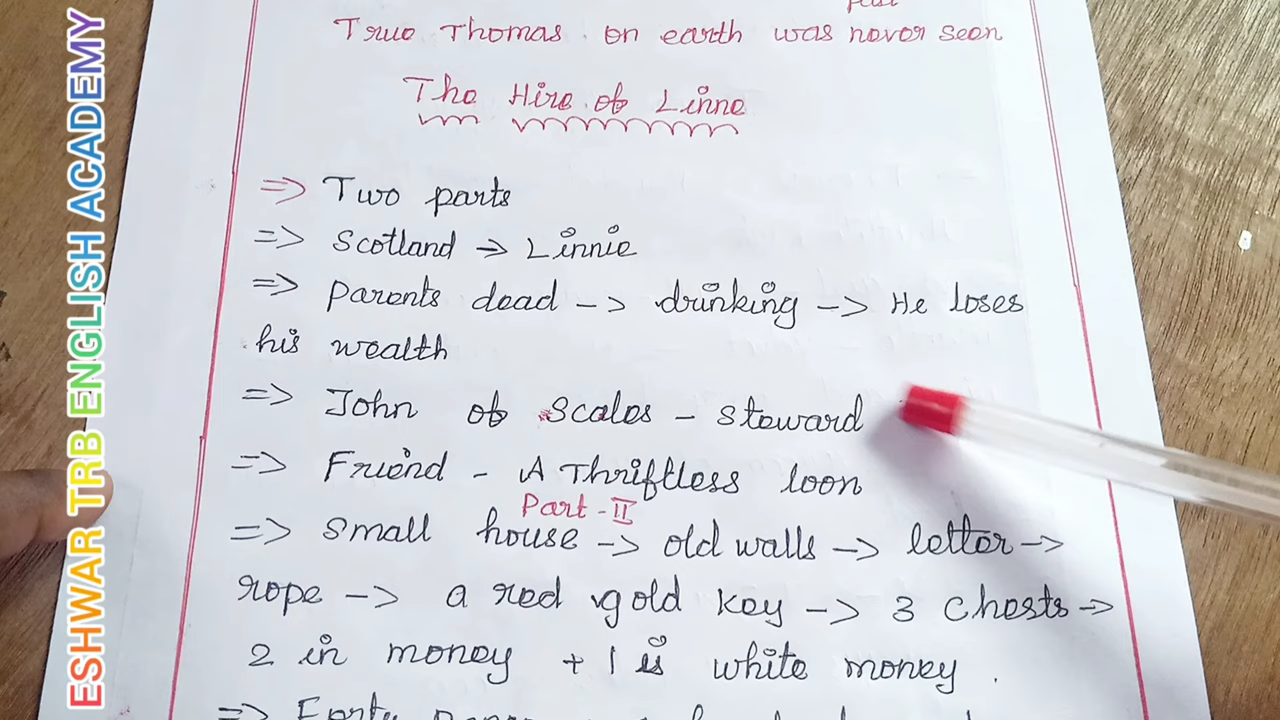 True Thomas on earth was never seen
The Hire of Linne
=> Two parts
=> Scotland -> Linnie
=> Parents dead -> drinking -> He loses
his wealth
=> John of Scales - Steward
=> Friend - A Thriftless loon
Part - II
=> Small house -> old walls -> letter ->
rope -> a red gold key -> 3 chests ->
2 in money + 1 is white money.
=> Forty
ESHWAR TRB ENGLISH ACADEMY